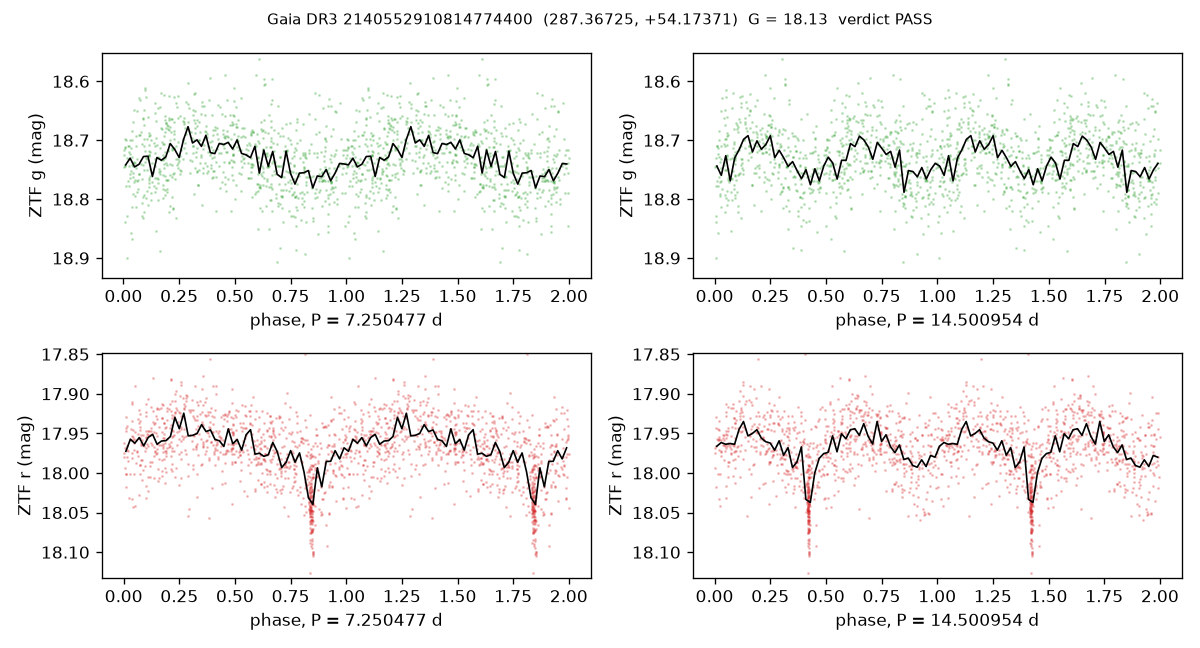 Gaia DR3 2140552910814774400  (287.36725, +54.17371)  G = 18.13  verdict PASS
18.6
18.7
18.8
18.9
ZTF g (mag)
0.00 0.25 0.50 0.75 1.00 1.25 1.50 1.75 2.00
phase, P = 7.250477 d
18.6
18.7
18.8
18.9
ZTF g (mag)
0.00 0.25 0.50 0.75 1.00 1.25 1.50 1.75 2.00
phase, P = 14.500954 d
17.85
17.90
17.95
18.00
18.05
18.10
ZTF r (mag)
0.00 0.25 0.50 0.75 1.00 1.25 1.50 1.75 2.00
phase, P = 7.250477 d
17.85
17.90
17.95
18.00
18.05
18.10
ZTF r (mag)
0.00 0.25 0.50 0.75 1.00 1.25 1.50 1.75 2.00
phase, P = 14.500954 d